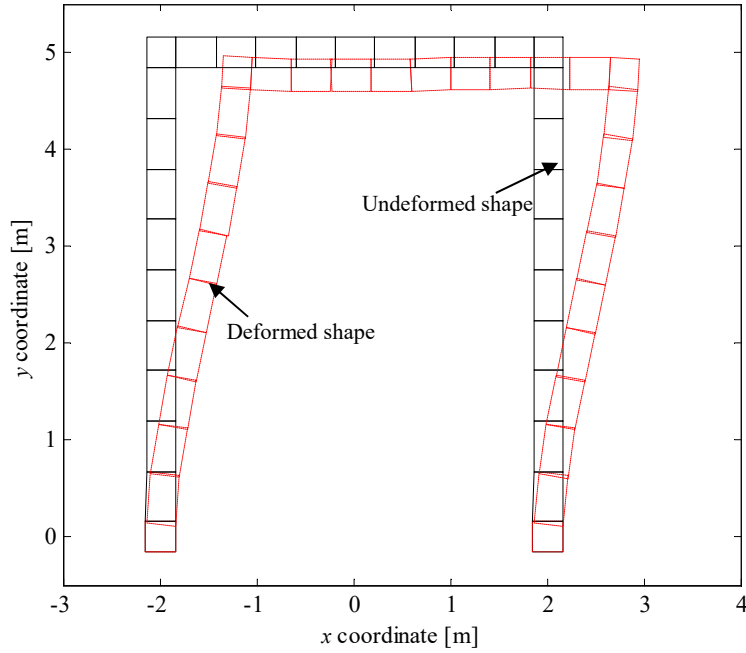 5
4
3
2
1
0
y coordinate [m]
Undeformed shape
Deformed shape
-3 -2 -1 0 1 2 3 4
x coordinate [m]